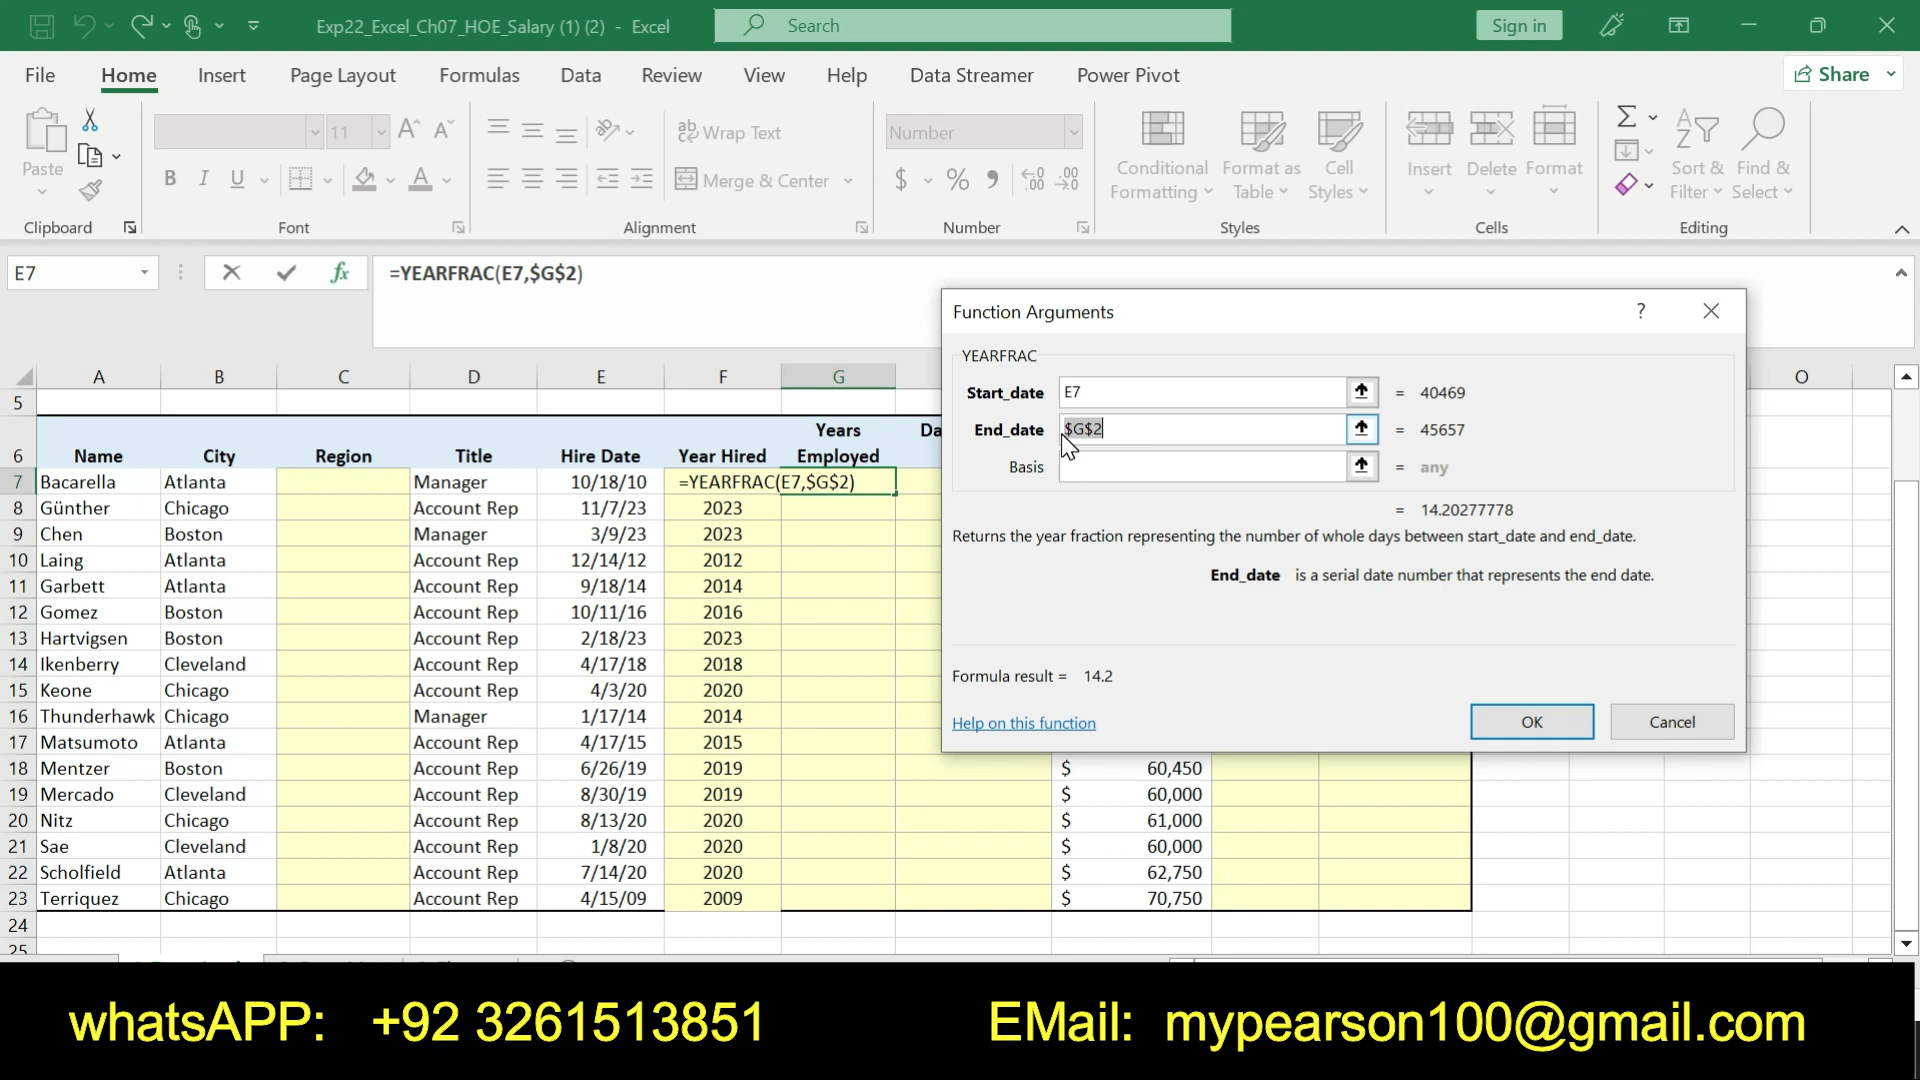 Exp22_Excel_Ch07_HOE_Salary (1) (2) - Excel
Search
Sign in
File Home Insert Page Layout Formulas Data Review View Help Data Streamer Power Pivot
Share
Paste
11
B I U
Wrap Text
Merge & Center
Number
$ % 9
Conditional Formatting
Format as Table
Cell Styles
Insert
Delete
Format
Sort & Filter
Find & Select
Clipboard Font Alignment Number Styles Cells Editing
E7
fx
=YEARFRAC(E7,$G$2)
A B C D E F G O
5
6 Name City Region Title Hire Date Year Hired Years Employed Da
7 Bacarella Atlanta Manager 10/18/10 =YEARFRAC(E7,$G$2)
8 Günther Chicago Account Rep 11/7/23 2023
9 Chen Boston Manager 3/9/23 2023
10 Laing Atlanta Account Rep 12/14/12 2012
11 Garbett Atlanta Account Rep 9/18/14 2014
12 Gomez Boston Account Rep 10/11/16 2016
13 Hartvigsen Boston Account Rep 2/18/23 2023
14 Ikenberry Cleveland Account Rep 4/17/18 2018
15 Keone Chicago Account Rep 4/3/20 2020
16 Thunderhawk Chicago Manager 1/17/14 2014
17 Matsumoto Atlanta Account Rep 4/17/15 2015
18 Mentzer Boston Account Rep 6/26/19 2019 $ 60,450
19 Mercado Cleveland Account Rep 8/30/19 2019 $ 60,000
20 Nitz Chicago Account Rep 8/13/20 2020 $ 61,000
21 Sae Cleveland Account Rep 1/8/20 2020 $ 60,000
22 Scholfield Atlanta Account Rep 7/14/20 2020 $ 62,750
23 Terriquez Chicago Account Rep 4/15/09 2009 $ 70,750
24
25
Function Arguments ?
YEARFRAC
Start_date E7 = 40469
End_date $G$2 = 45657
Basis = any
= 14.20277778
Returns the year fraction representing the number of whole days between start_date and end_date.
End_date is a serial date number that represents the end date.
Formula result = 14.2
Help on this function
OK Cancel
whatsAPP: +92 3261513851 EMail: mypearson100@gmail.com